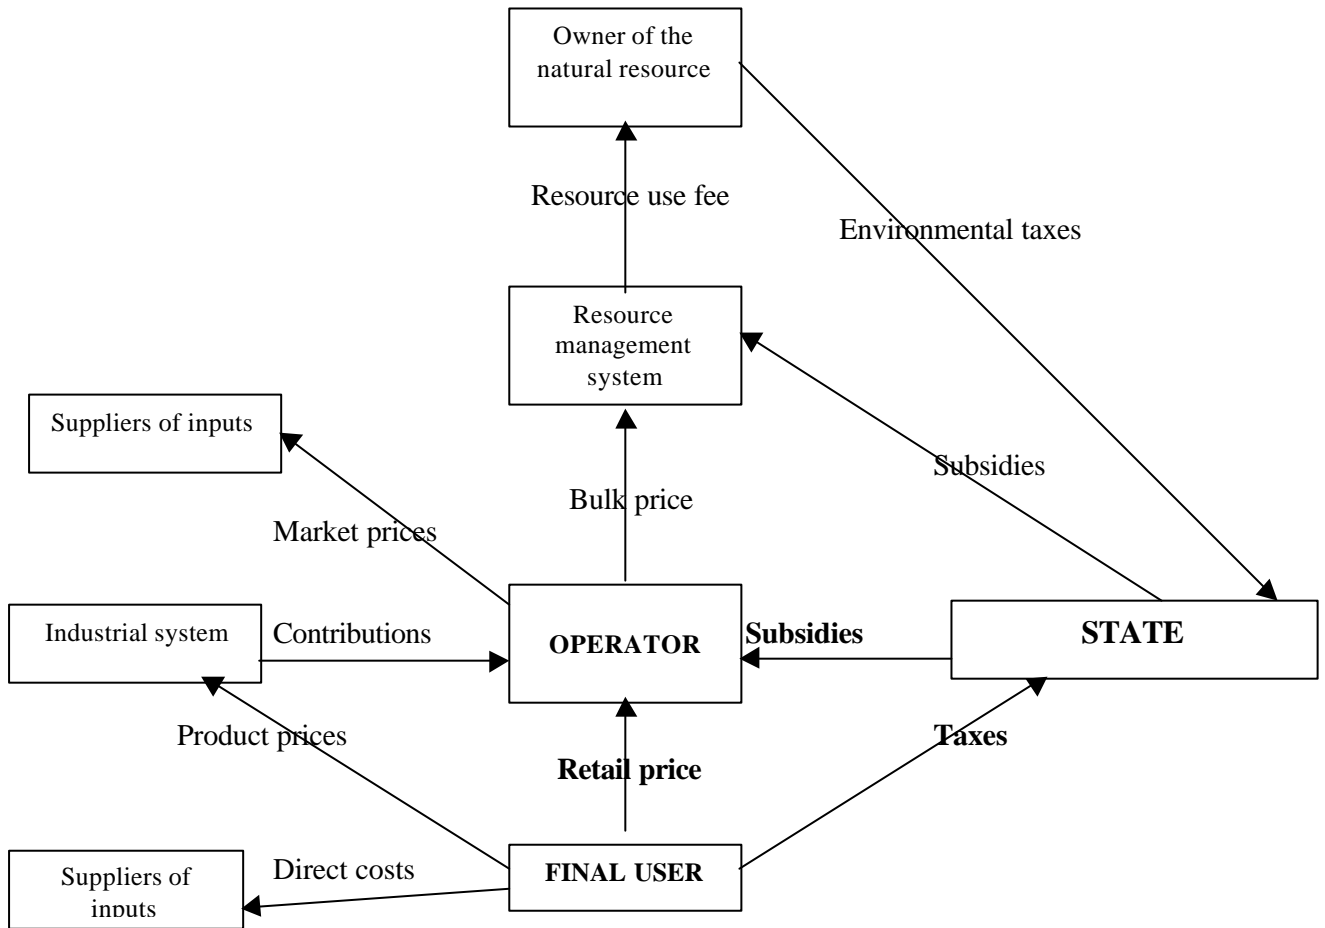 Owner of the
natural resource
Resource use fee
Environmental taxes
Resource
management
system
Suppliers of inputs
Subsidies
Bulk price
Market prices
Industrial system
Contributions
OPERATOR
Subsidies
STATE
Product prices
Taxes
Retail price
Suppliers of
inputs
Direct costs
FINAL USER